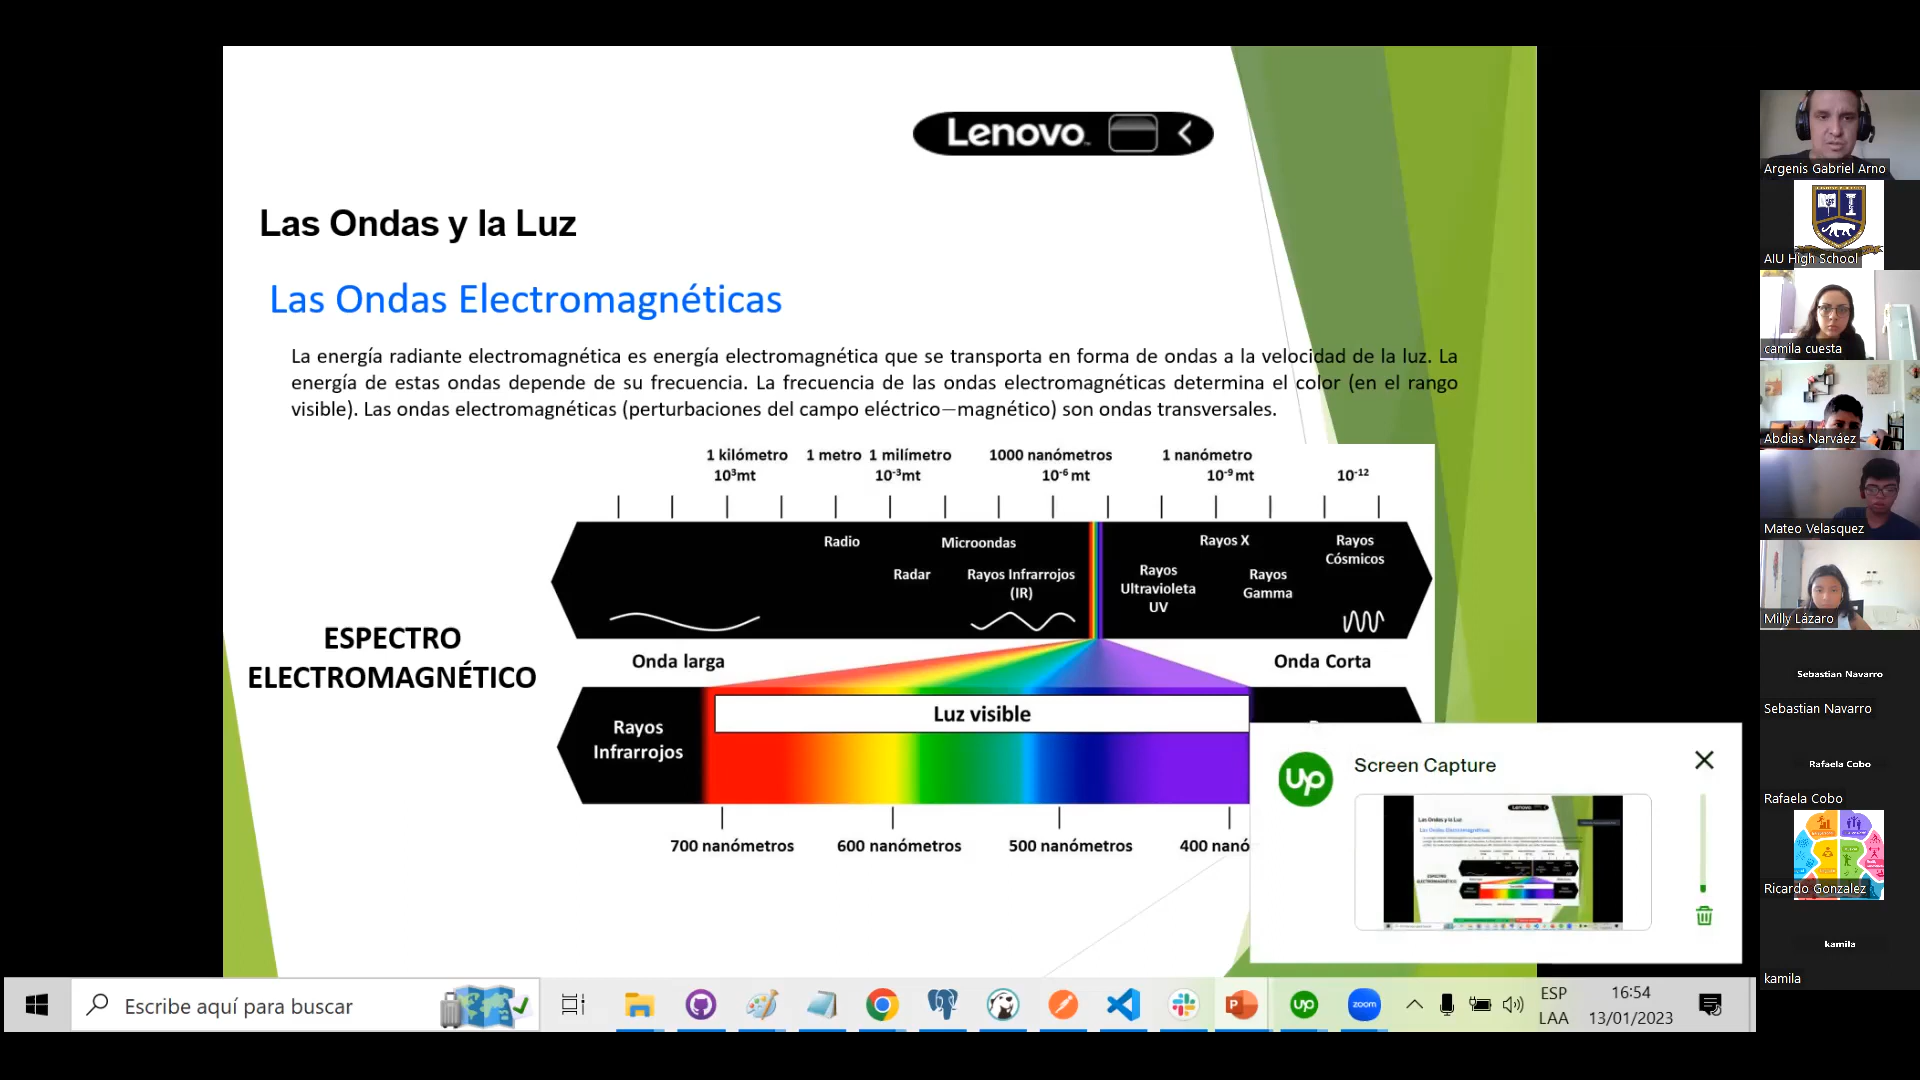 Lenovo
Las Ondas y la Luz
Las Ondas Electromagnéticas
La energía radiante electromagnética es energía electromagnética que se transporta en forma de ondas a la velocidad de la luz. La
energía de estas ondas depende de su frecuencia. La frecuencia de las ondas electromagnéticas determina el color (en el rango
visible). Las ondas electromagnéticas (perturbaciones del campo eléctrico−magnético) son ondas transversales.
1 kilómetro 1 metro 1 milímetro 1000 nanómetros 1 nanómetro
10³mt 10⁻³mt 10⁻⁶ mt 10⁻⁹ mt 10⁻¹²
Radio Microondas Rayos X Rayos
Cósmicos
Radar Rayos Infrarrojos
(IR)
Rayos
Ultravioleta
UV
Rayos
Gamma
ESPECTRO
ELECTROMAGNÉTICO
Onda larga Onda Corta
Rayos
Infrarrojos
Luz visible
700 nanómetros 600 nanómetros 500 nanómetros 400 nanó
up
Screen Capture
Escribe aquí para buscar
up
zoom
ESP
LAA
16:54
13/01/2023
Argenis Gabriel Arno
AIU High School
camila cuesta
Abdias Narváez
Mateo Velasquez
Milly Lázaro
Sebastian Navarro
Sebastian Navarro
Rafaela Cobo
Rafaela Cobo
Ricardo Gonzalez
kamila
kamila